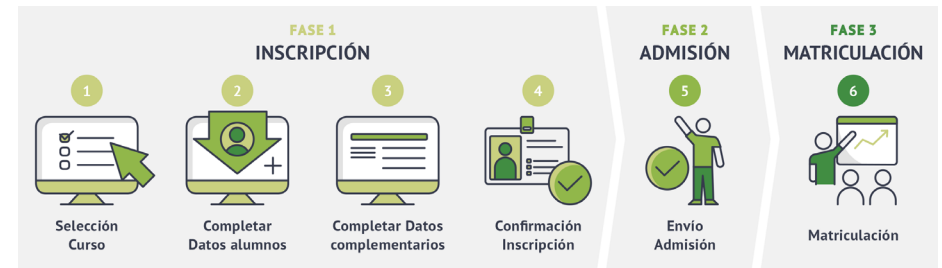 FASE 1
INSCRIPCIÓN
1
2
3
4
Selección
Curso
Completar
Datos alumnos
Completar Datos
complementarios
Confirmación
Inscripción
FASE 2
ADMISIÓN
5
Envío
Admisión
FASE 3
MATRICULACIÓN
6
Matriculación